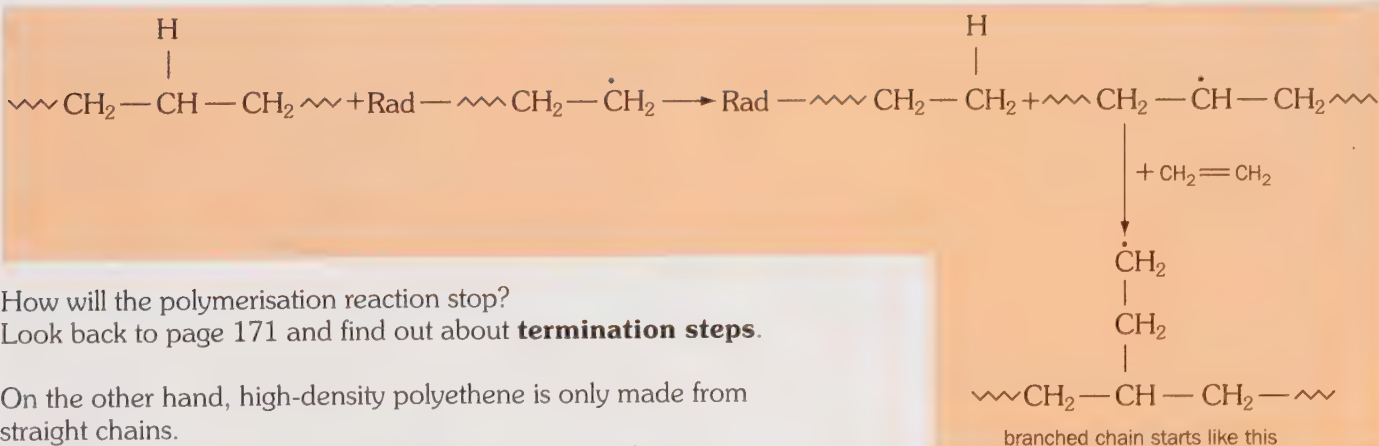 H H
CH₂—CH—CH₂ +Rad — CH₂—ĊH₂ → Rad — CH₂—CH₂+ CH₂—ĊH—CH₂
+ CH₂=CH₂
ĊH₂
CH₂
CH₂—CH—CH₂—
branched chain starts like this
How will the polymerisation reaction stop?
Look back to page 171 and find out about termination steps.
On the other hand, high-density polyethene is only made from
straight chains.